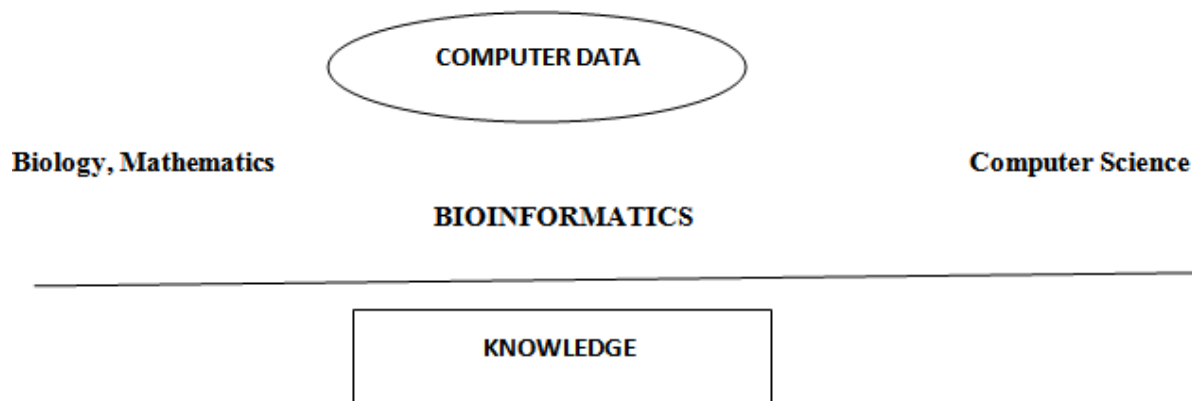 COMPUTER DATA
Biology, Mathematics
Computer Science
BIOINFORMATICS
KNOWLEDGE